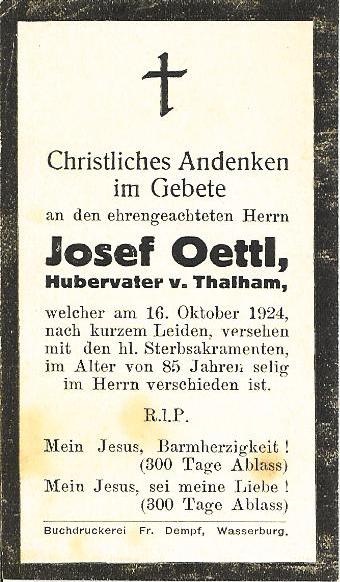 Christliches Andenken
im Gebete
an den ehrengeachteten Herrn
Josef Oettl,
Hubervater v. Thalham,
welcher am 16. Oktober 1924,
nach kurzem Leiden, versehen
mit den hl. Sterbsakramenten,
im Alter von 85 Jahren selig
im Herrn verschieden ist.
R.I.P.
Mein Jesus, Barmherzigkeit !
(300 Tage Ablass)
Mein Jesus, sei meine Liebe !
(300 Tage Ablass)
Buchdruckerei Fr. Dempf, Wasserburg.